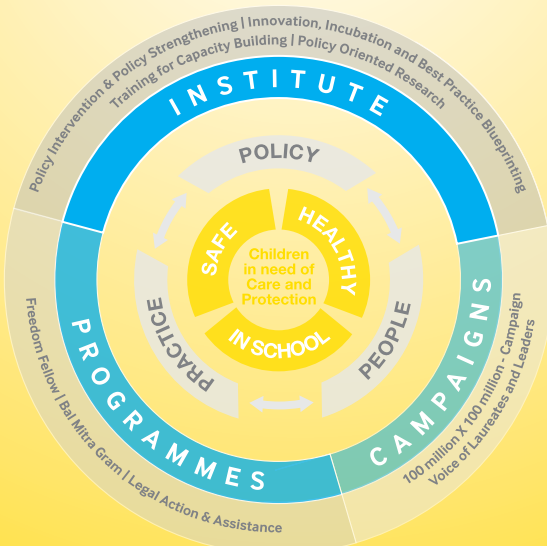 Policy Intervention & Policy Strengthening | Innovation, Incubation and Best Practice Blueprinting
Training for Capacity Building | Policy Oriented Research
INSTITUTE
POLICY
SAFE
HEALTHY
Children
in need of
Care and
Protection
IN SCHOOL
PRACTICE
PEOPLE
PROGRAMMES
CAMPAIGNS
Freedom Fellow | Bal Mitra Gram | Legal Action & Assistance
100 million X 100 million - Campaign
Voice of Laureates and Leaders